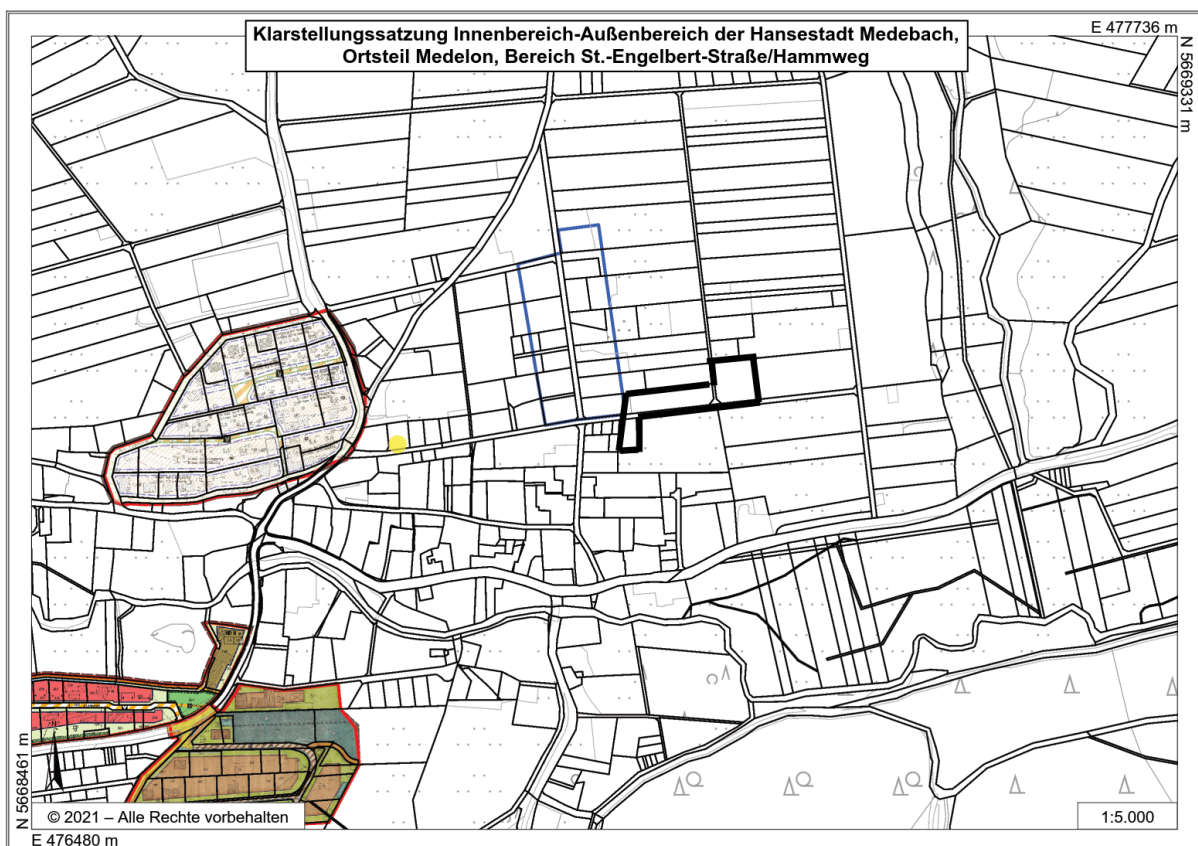 Klarstellungssatzung Innenbereich-Außenbereich der Hansestadt Medebach,
Ortsteil Medelon, Bereich St.-Engelbert-Straße/Hammweg
E 477736 m
N 5669331 m
N 5668461 m
© 2021 – Alle Rechte vorbehalten
1:5.000
E 476480 m